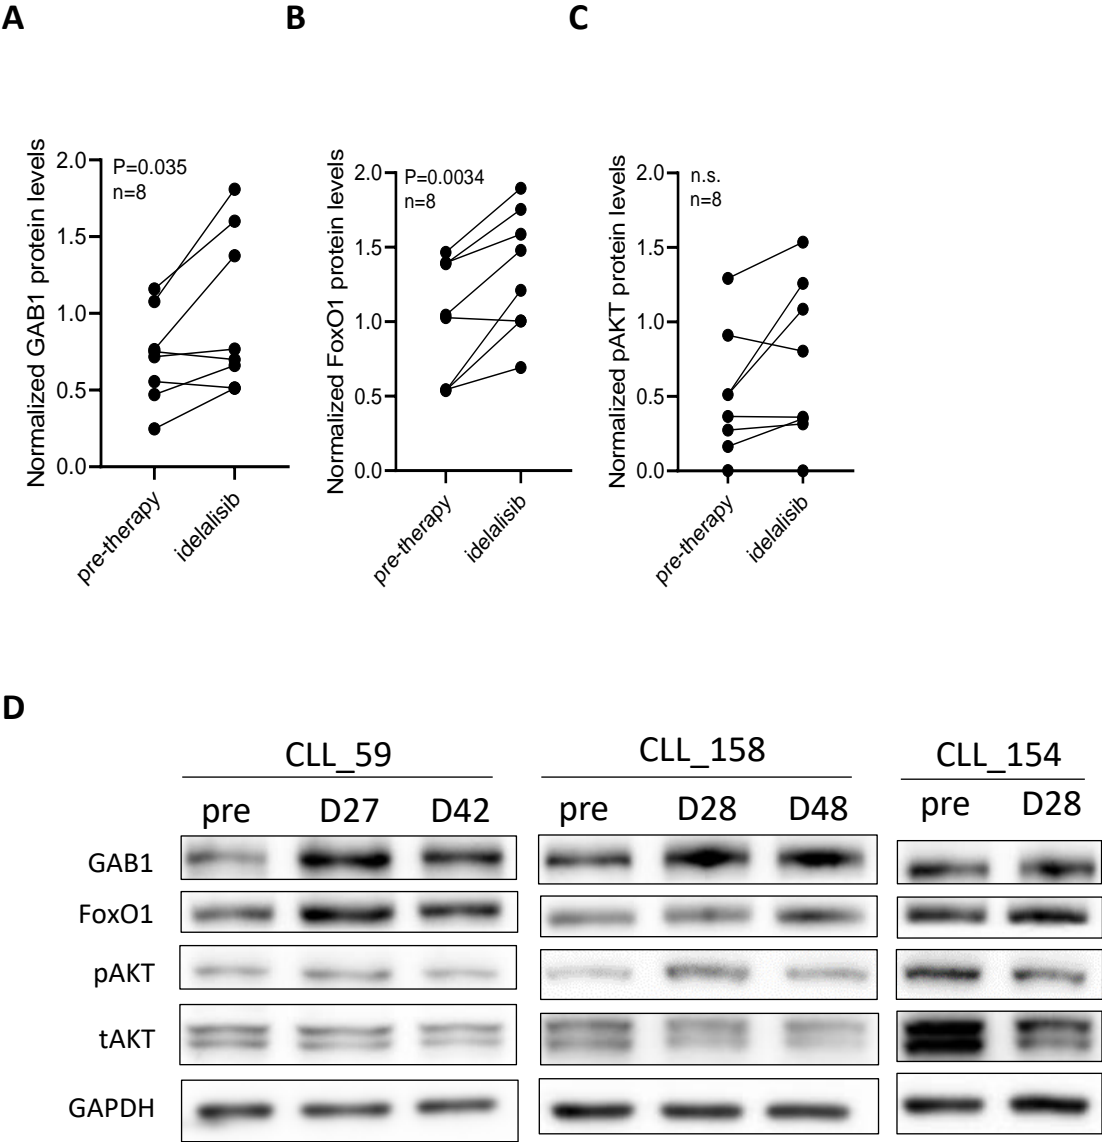 A
B
C
Normalized GAB1 protein levels
2.0
1.5
1.0
0.5
0.0
P=0.035
n=8
pre-therapy
idelalisib
Normalized FoxO1 protein levels
2.0
1.5
1.0
0.5
0.0
P=0.0034
n=8
pre-therapy
idelalisib
Normalized pAKT protein levels
2.0
1.5
1.0
0.5
0.0
n.s.
n=8
pre-therapy
idelalisib
D
CLL_59
CLL_158
CLL_154
pre D27 D42
pre D28 D48
pre D28
GAB1
FoxO1
pAKT
tAKT
GAPDH